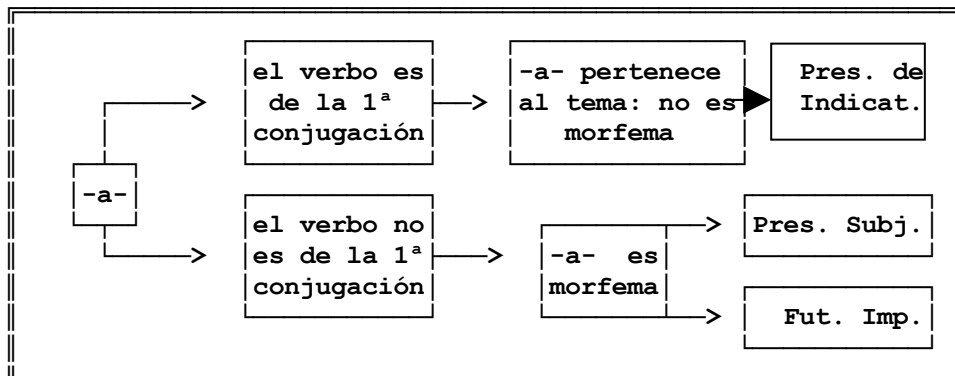 el verbo es
de la 1ª
conjugación
-a- pertenece
al tema: no es
morfema
Pres. de
Indicat.
-a-
el verbo no
es de la 1ª
conjugación
-a- es
morfema
Pres. Subj.
Fut. Imp.